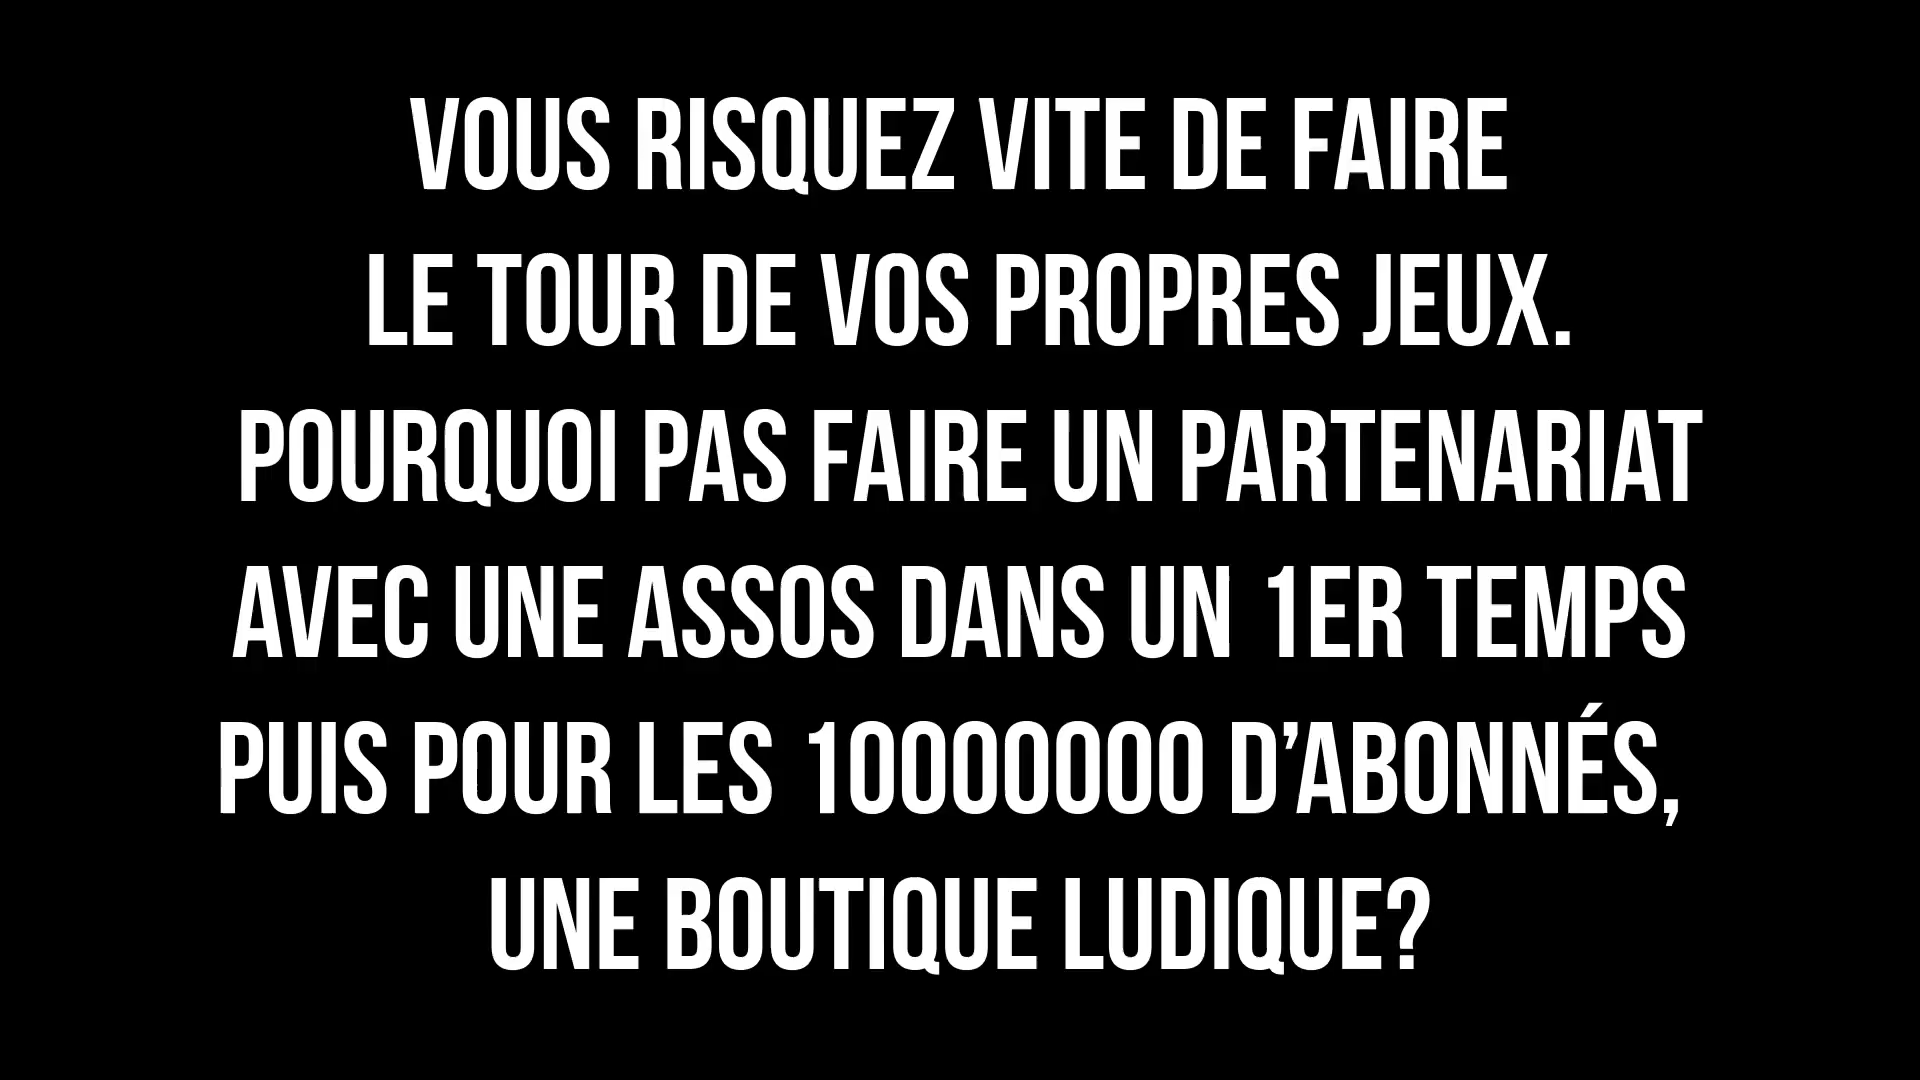 VOUS RISQUEZ VITE DE FAIRE
LE TOUR DE VOS PROPRES JEUX.
POURQUOI PAS FAIRE UN PARTENARIAT
AVEC UNE ASSOS DANS UN 1ER TEMPS
PUIS POUR LES 10000000 D’ABONNÉS,
UNE BOUTIQUE LUDIQUE?